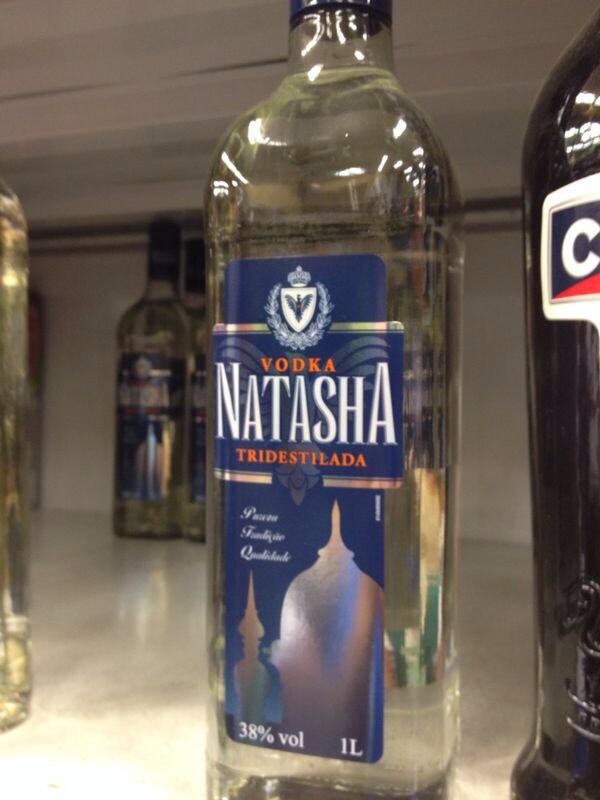 VODKA
NATASHA
TRIDESTILADA
Pureza
Tradição
Qualidade
38% vol 1L
C